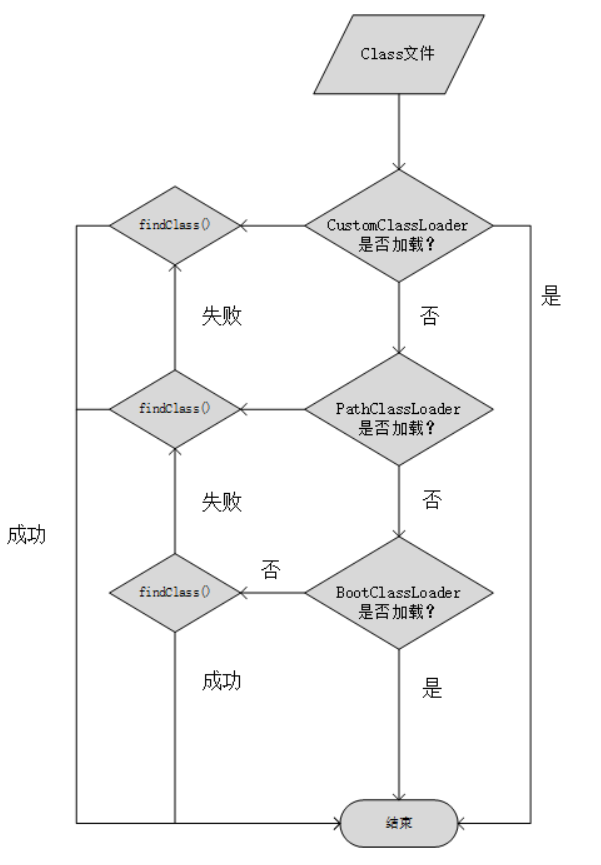 Class文件
findClass()
CustomClassLoader
是否加载？
是
失败
否
findClass()
PathClassLoader
是否加载？
失败
否
成功
否
findClass()
BootClassLoader
是否加载？
成功
是
结束